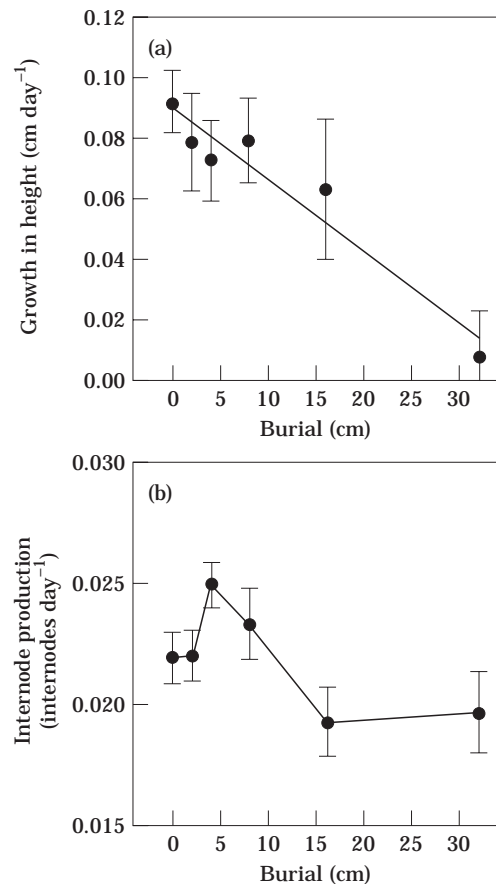 0.12
(a)
0.10
0.08
0.06
0.04
0.02
0.00
Growth in height (cm day⁻¹)
0 5 10 15 20 25 30
Burial (cm)
0.030
(b)
0.025
0.020
0.015
Internode production
(internodes day⁻¹)
0 5 10 15 20 25 30
Burial (cm)